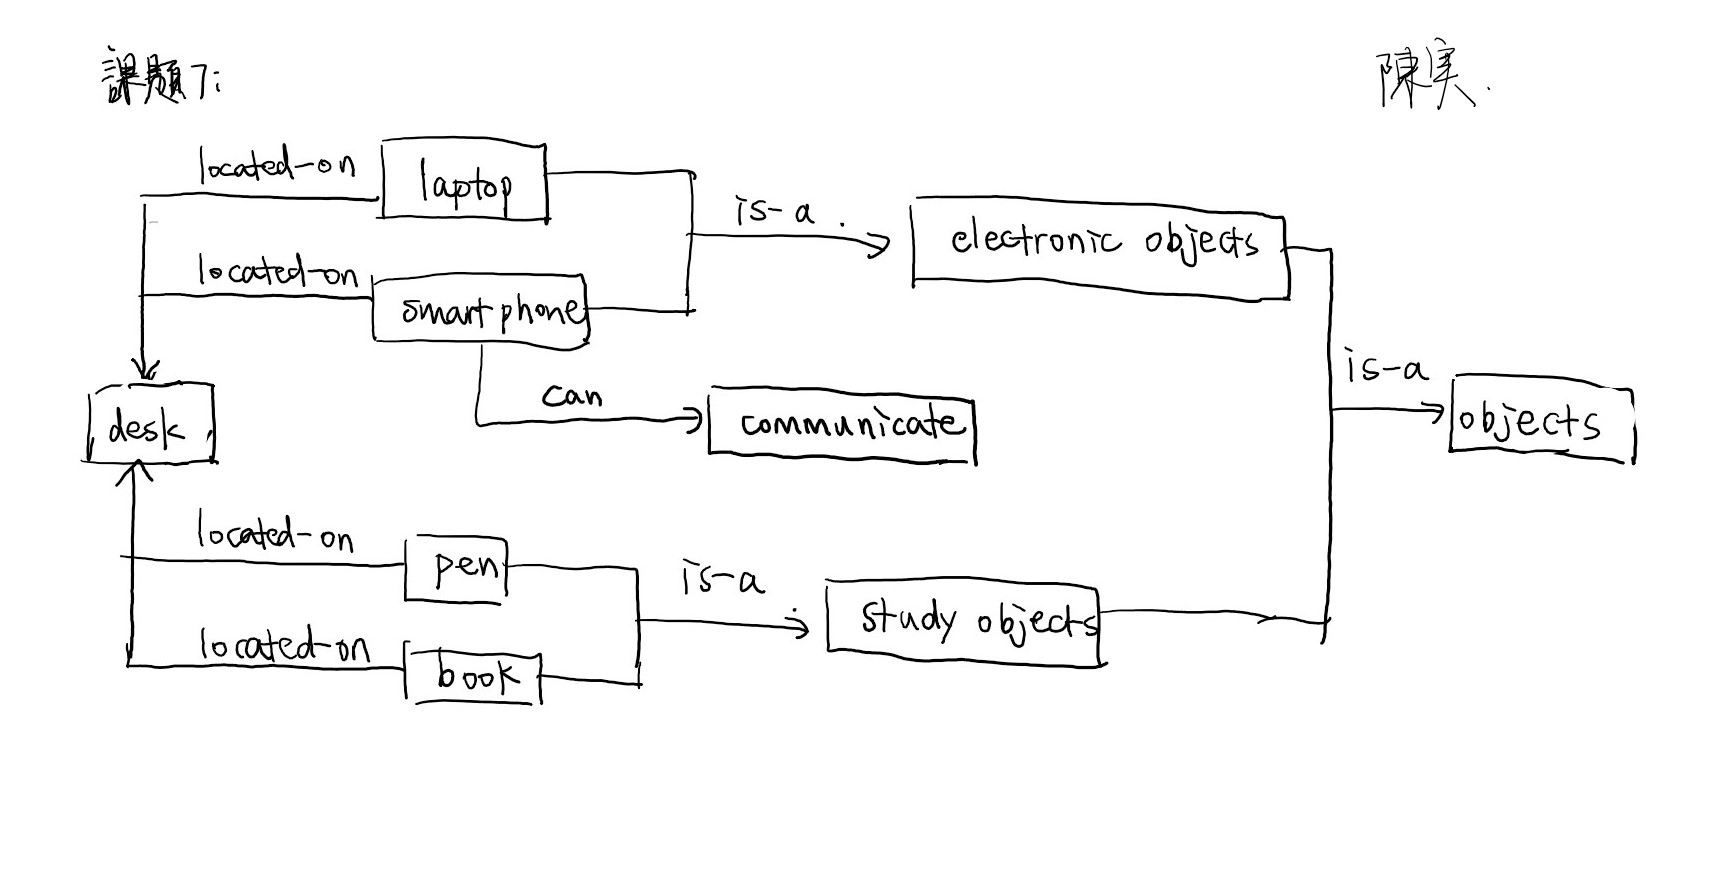 課題7:
陳実.
located-on
laptop
is-a.
electronic objects
located-on
smartphone
is-a
objects
can
communicate
desk
located-on
pen
is-a
study objects
located-on
book